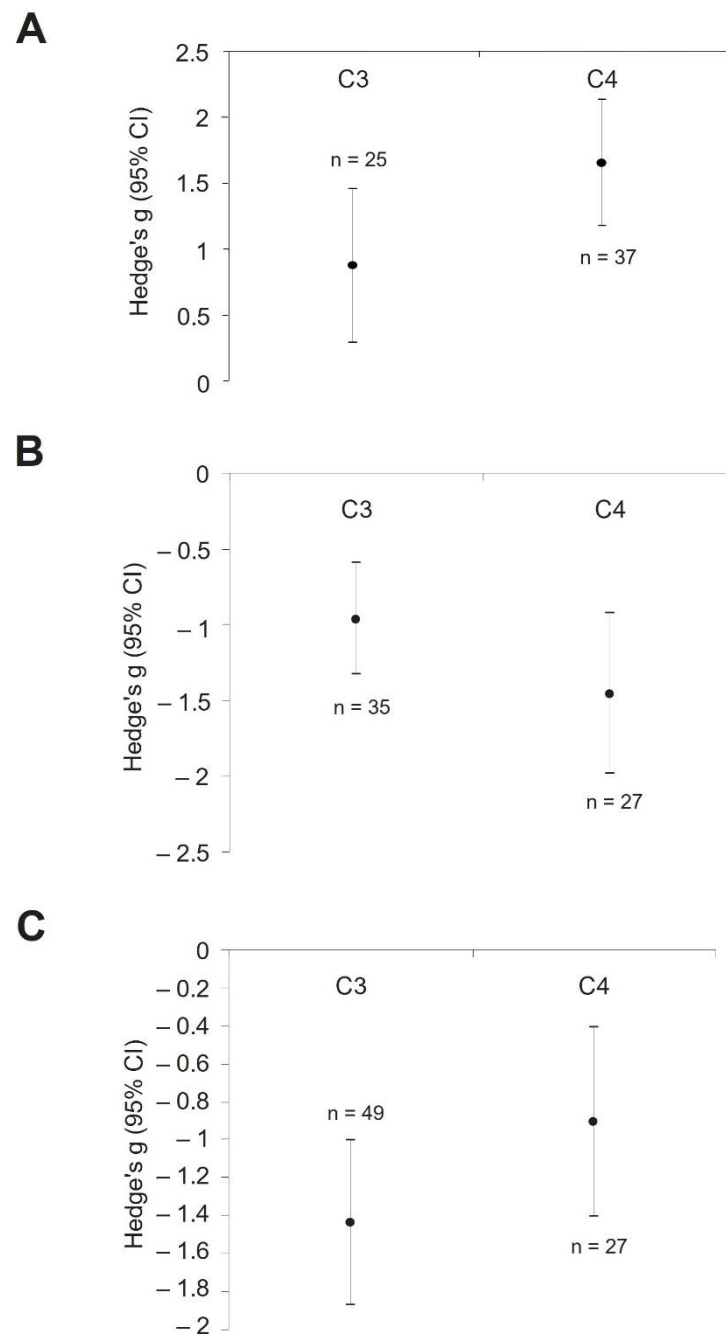 A
Hedge's g (95% CI)
2.5
2
1.5
1
0.5
0
C3
C4
n = 25
n = 37
B
Hedge's g (95% CI)
0
– 0.5
– 1
– 1.5
– 2
– 2.5
C3
C4
n = 35
n = 27
C
Hedge's g (95% CI)
0
– 0.2
– 0.4
– 0.6
– 0.8
– 1
– 1.2
– 1.4
– 1.6
– 1.8
– 2
C3
C4
n = 49
n = 27